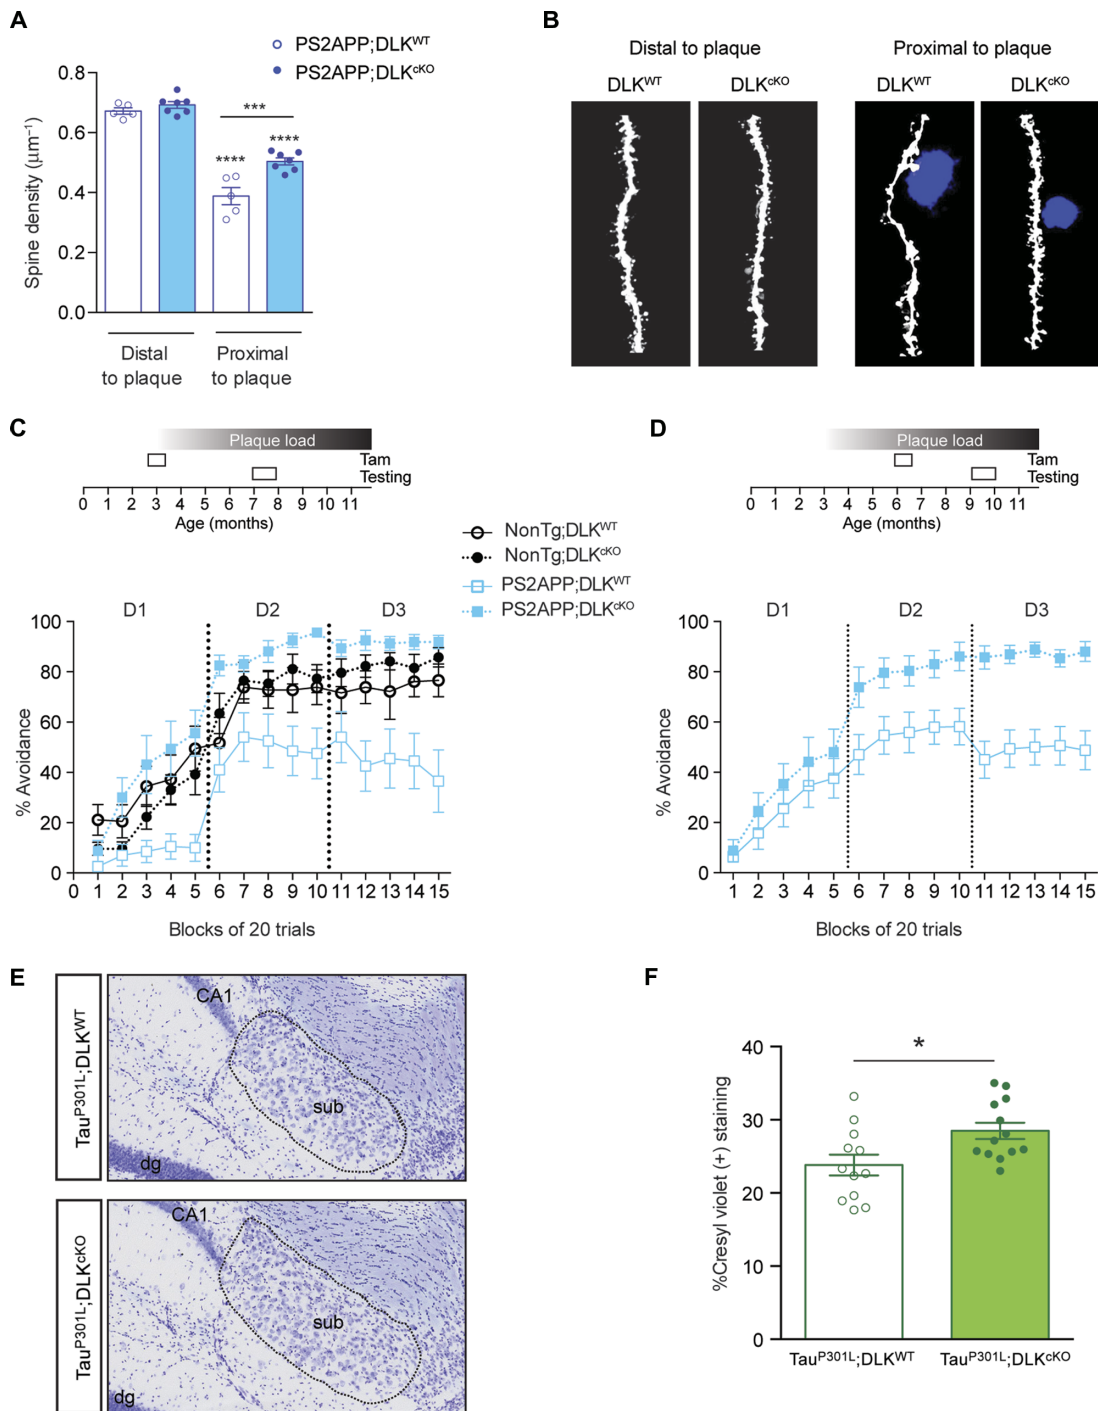 A
PS2APP;DLKWT
PS2APP;DLKcKO
0.8
0.6
0.4
0.2
0.0
Spine density (μm−1)
***
****
****
Distal
to plaque
Proximal
to plaque
B
Distal to plaque
Proximal to plaque
DLKWT
DLKcKO
DLKWT
DLKcKO
C
Plaque load
Tam
Testing
0 1 2 3 4 5 6 7 8 9 10 11
Age (months)
NonTg;DLKWT
NonTg;DLKcKO
PS2APP;DLKWT
PS2APP;DLKcKO
D1 D2 D3
100
80
60
40
20
0
% Avoidance
0 1 2 3 4 5 6 7 8 9 10 11 12 13 14 15
Blocks of 20 trials
D
Plaque load
Tam
Testing
0 1 2 3 4 5 6 7 8 9 10 11
Age (months)
D1 D2 D3
100
80
60
40
20
0
% Avoidance
1 2 3 4 5 6 7 8 9 10 11 12 13 14 15
Blocks of 20 trials
E
TauP301L;DLKWT
CA1
sub
dg
TauP301L;DLKcKO
CA1
sub
dg
F
40
30
20
10
0
%Cresyl violet (+) staining
*
TauP301L;DLKWT
TauP301L;DLKcKO